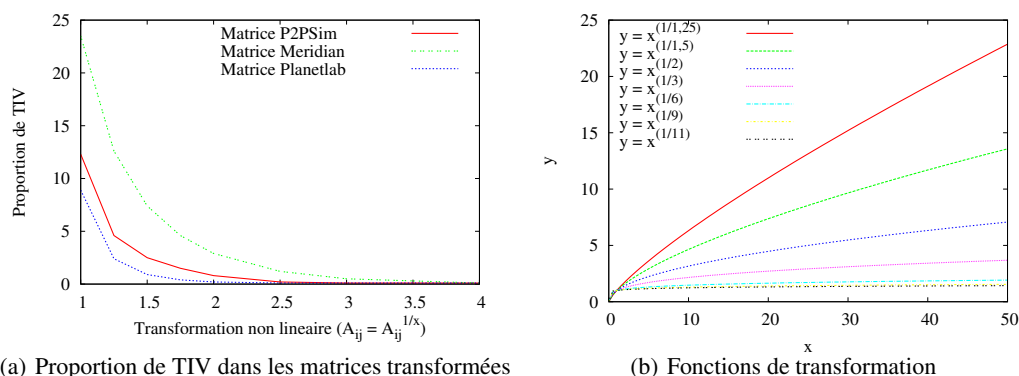 25
20
15
10
5
0
Proportion de TIV
Matrice P2PSim
Matrice Meridian
Matrice Planetlab
1
1.5
2
2.5
3
3.5
4
Transformation non lineaire (A_ij = A_ij^1/x)
(a) Proportion de TIV dans les matrices transformées
25
20
15
10
5
0
y
y = x^(1/1,25)
y = x^(1/1,5)
y = x^(1/2)
y = x^(1/3)
y = x^(1/6)
y = x^(1/9)
y = x^(1/11)
0
10
20
30
40
50
x
(b) Fonctions de transformation